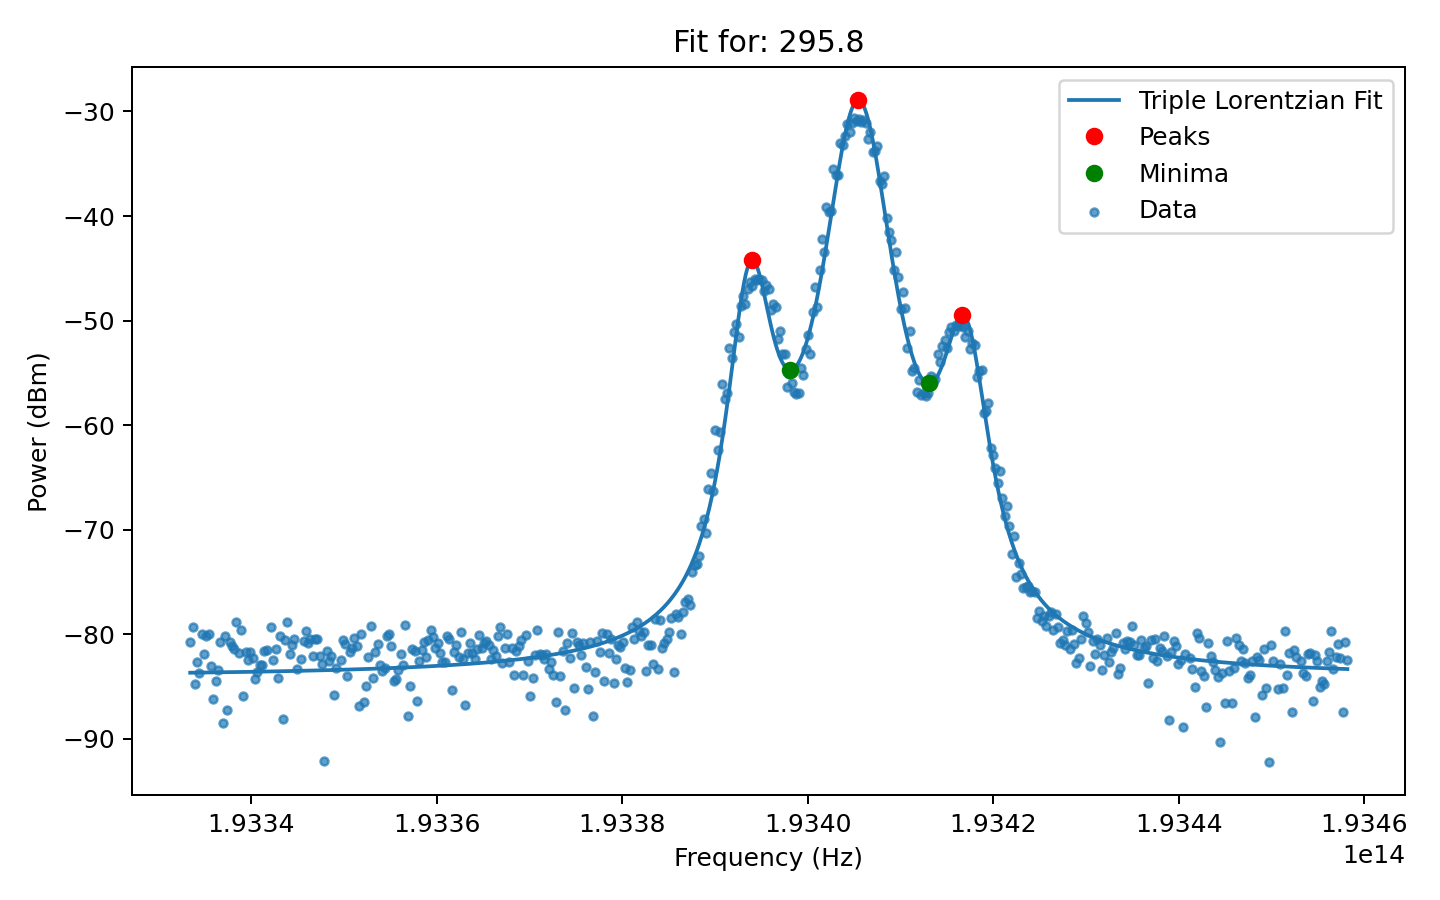 Fit for: 295.8
Triple Lorentzian Fit
Peaks
Minima
Data
Power (dBm)
−30
−40
−50
−60
−70
−80
−90
1.9334 1.9336 1.9338 1.9340 1.9342 1.9344 1.9346
1e14
Frequency (Hz)